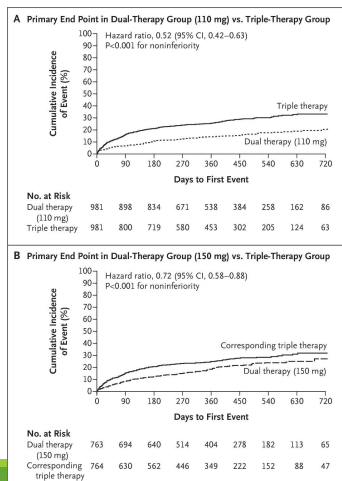 A Primary End Point in Dual-Therapy Group (110 mg) vs. Triple-Therapy Group
Hazard ratio, 0.52 (95% CI, 0.42–0.63)
P<0.001 for noninferiority
Cumulative Incidence
of Event (%)
100
90
80
70
60
50
40
30
20
10
0
Triple therapy
Dual therapy (110 mg)
0 90 180 270 360 450 540 630 720
Days to First Event
No. at Risk
Dual therapy 981 898 834 671 538 384 258 162 86
(110 mg)
Triple therapy 981 800 719 580 453 302 205 124 63
B Primary End Point in Dual-Therapy Group (150 mg) vs. Triple-Therapy Group
Hazard ratio, 0.72 (95% CI, 0.58–0.88)
P<0.001 for noninferiority
Cumulative Incidence
of Event (%)
100
90
80
70
60
50
40
30
20
10
0
Corresponding triple therapy
Dual therapy (150 mg)
0 90 180 270 360 450 540 630 720
Days to First Event
No. at Risk
Dual therapy 763 694 640 514 404 278 182 113 65
(150 mg)
Corresponding 764 630 562 446 349 222 152 88 47
triple therapy